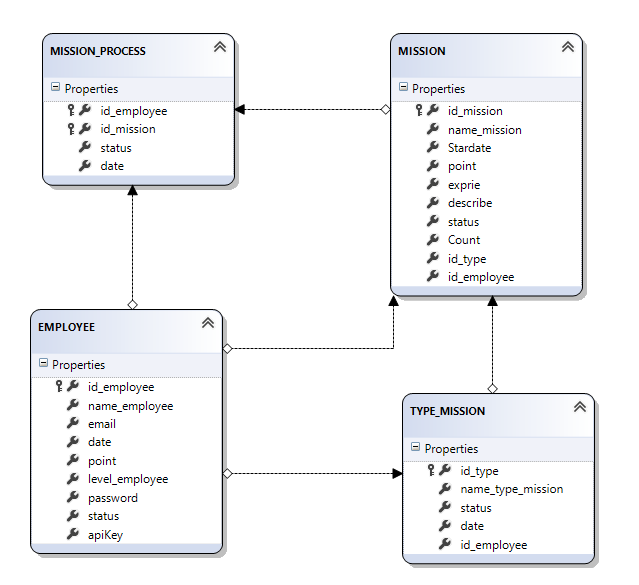 MISSION_PROCESS
Properties
id_employee
id_mission
status
date
MISSION
Properties
id_mission
name_mission
Stardate
point
exprie
describe
status
Count
id_type
id_employee
EMPLOYEE
Properties
id_employee
name_employee
email
date
point
level_employee
password
status
apiKey
TYPE_MISSION
Properties
id_type
name_type_mission
status
date
id_employee